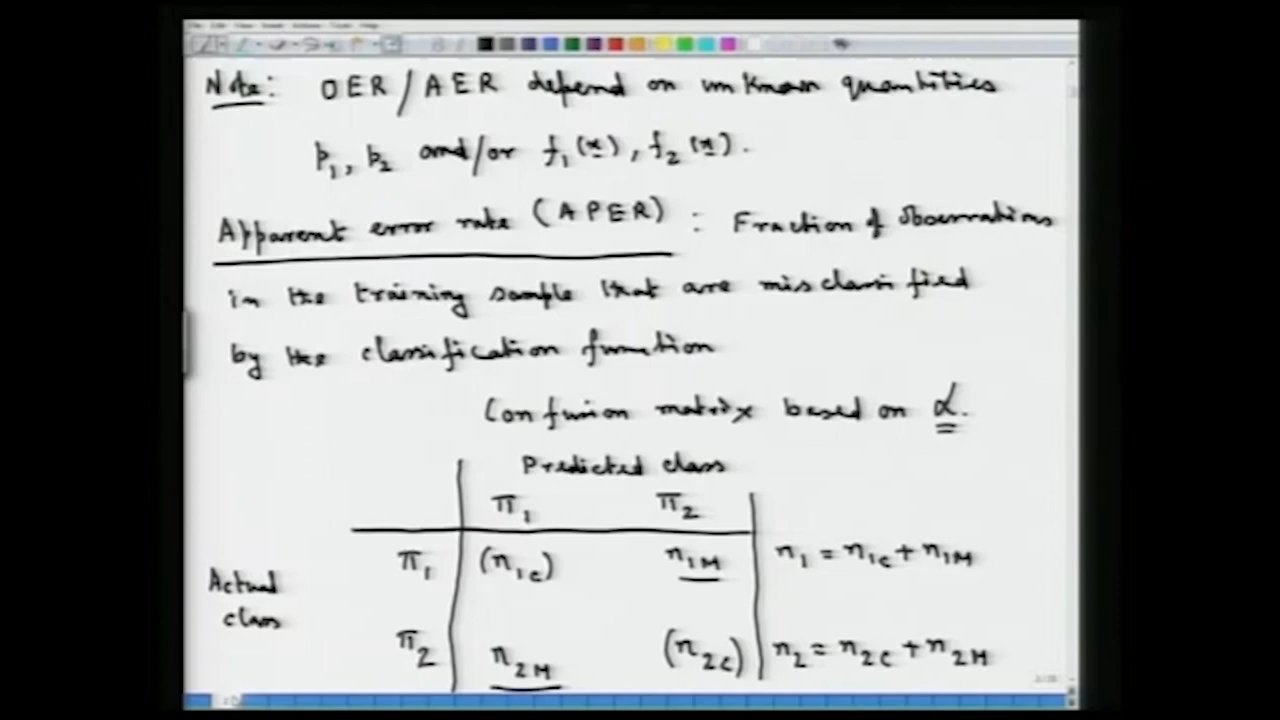 Note: OER/AER depend on unknown quantities
p₁, p₂ and/or f₁(x), f₂(x).
Apparent error rate (APER) : Fraction of observations
in the training sample that are misclassified
by the classification function
Confusion matrix based on 𝓛.
Predicted class
π₁ π₂
π₁ (n₁c) n₁M n₁ = n₁c + n₁M
Actual
class
π₂ n₂M (n₂c) n₂ = n₂c + n₂M